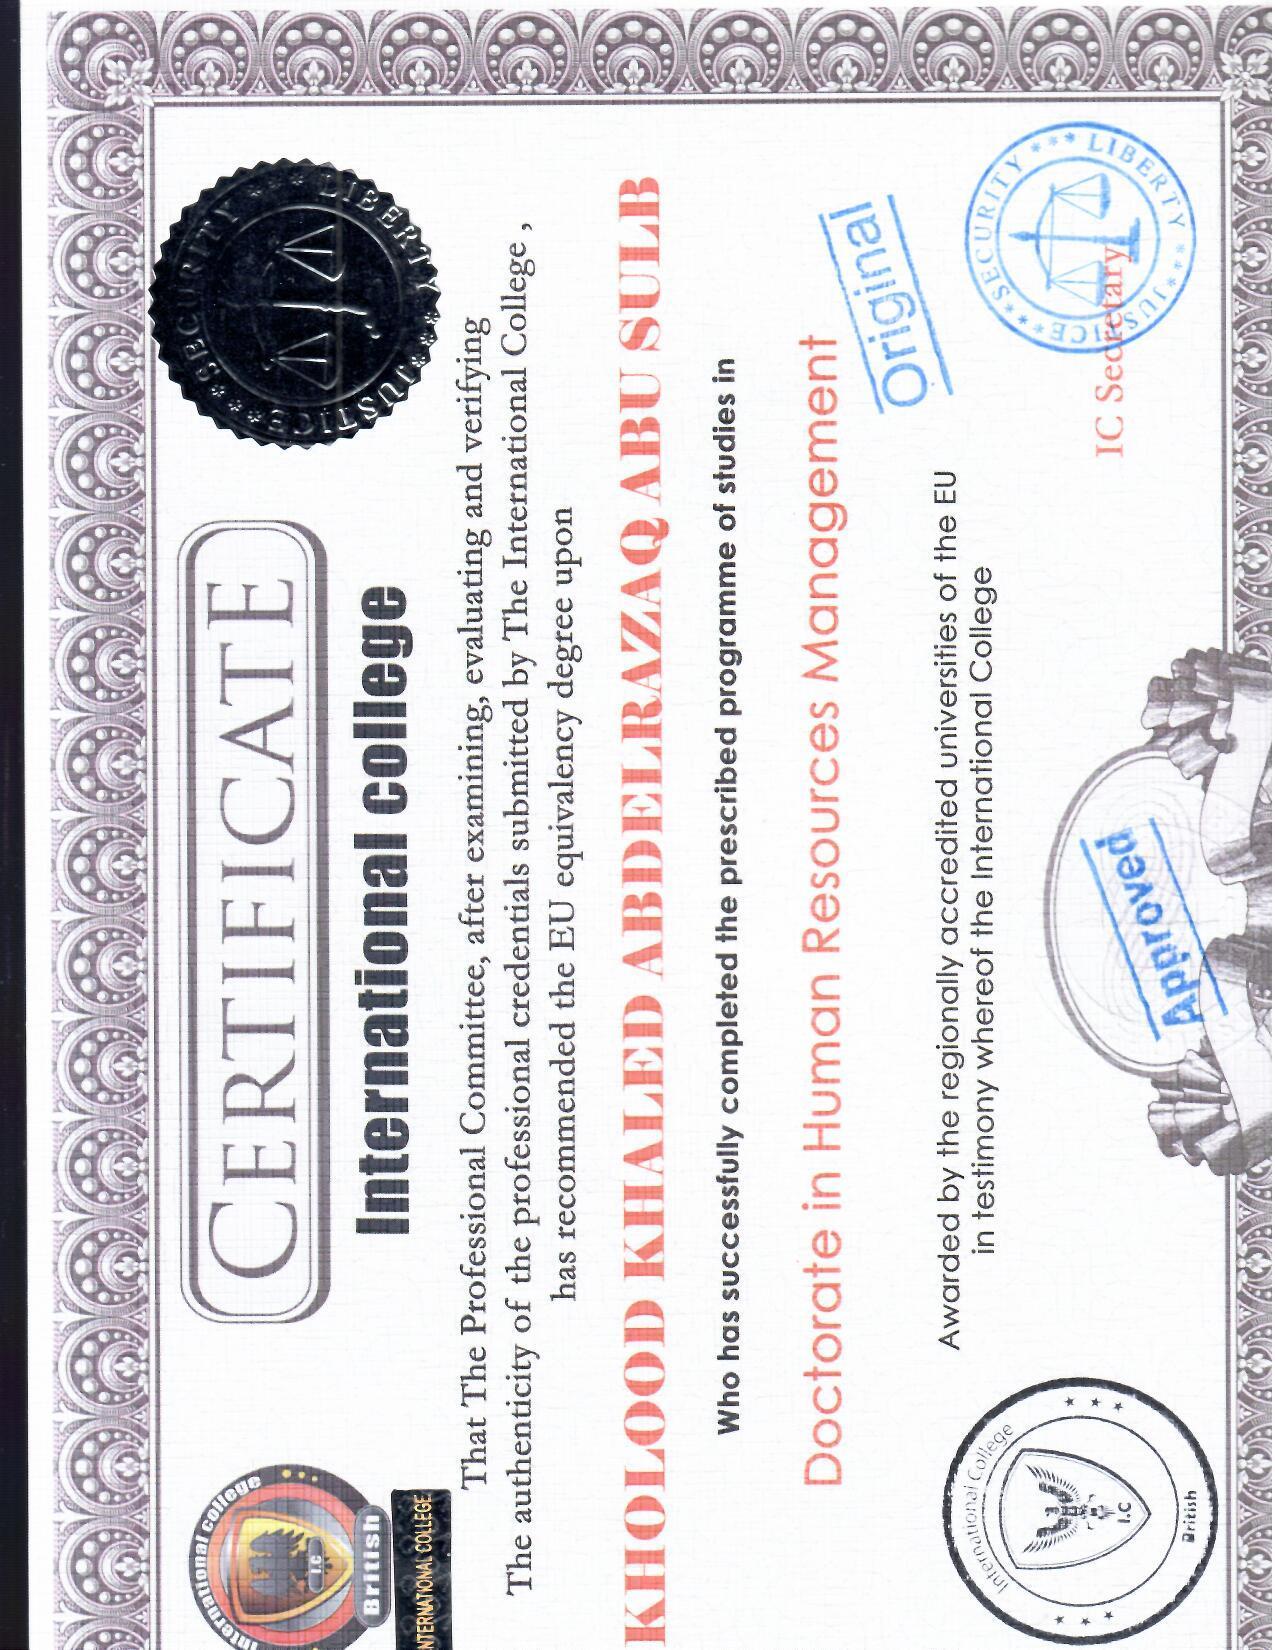 International college
I.C
British
INTERNATIONAL COLLEGE
CERTIFICATE
SECURITY
LIBERTY
JUSTICE
International college
That The Professional Committee, after examining, evaluating and verifying
The authenticity of the professional credentials submitted by The International College ,
has recommended the EU equivalency degree upon
KHOLOOD KHALED ABDELRAZAQ ABU SULB
Who has successfully completed the prescribed programme of studies in
Doctorate in Human Resources Management
Original
Awarded by the regionally accredited universities of the EU
in testimony whereof the International College
International College
I.C
British
Approved
IC Secretary
SECURITY
LIBERTY
JUSTICE